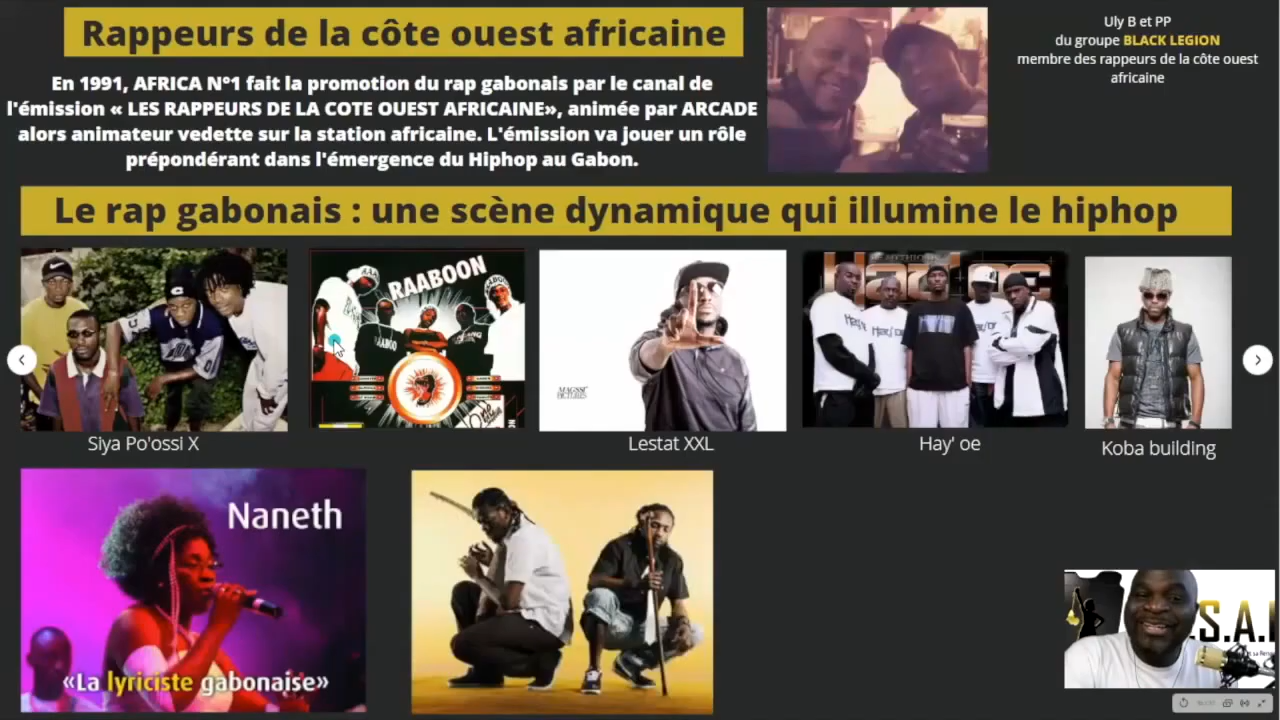 Rappeurs de la côte ouest africaine
En 1991, AFRICA N°1 fait la promotion du rap gabonais par le canal de
l'émission « LES RAPPEURS DE LA COTE OUEST AFRICAINE», animée par ARCADE
alors animateur vedette sur la station africaine. L'émission va jouer un rôle
prépondérant dans l'émergence du Hiphop au Gabon.
Uly B et PP
du groupe BLACK LEGION
membre des rappeurs de la côte ouest
africaine
Le rap gabonais : une scène dynamique qui illumine le hiphop
RAABOON
MAGSSI
PICTURES
Hay'oe
Siya Po'ossi X
Lestat XXL
Hay' oe
Koba building
Naneth
«La lyriciste gabonaise»
.S.A.